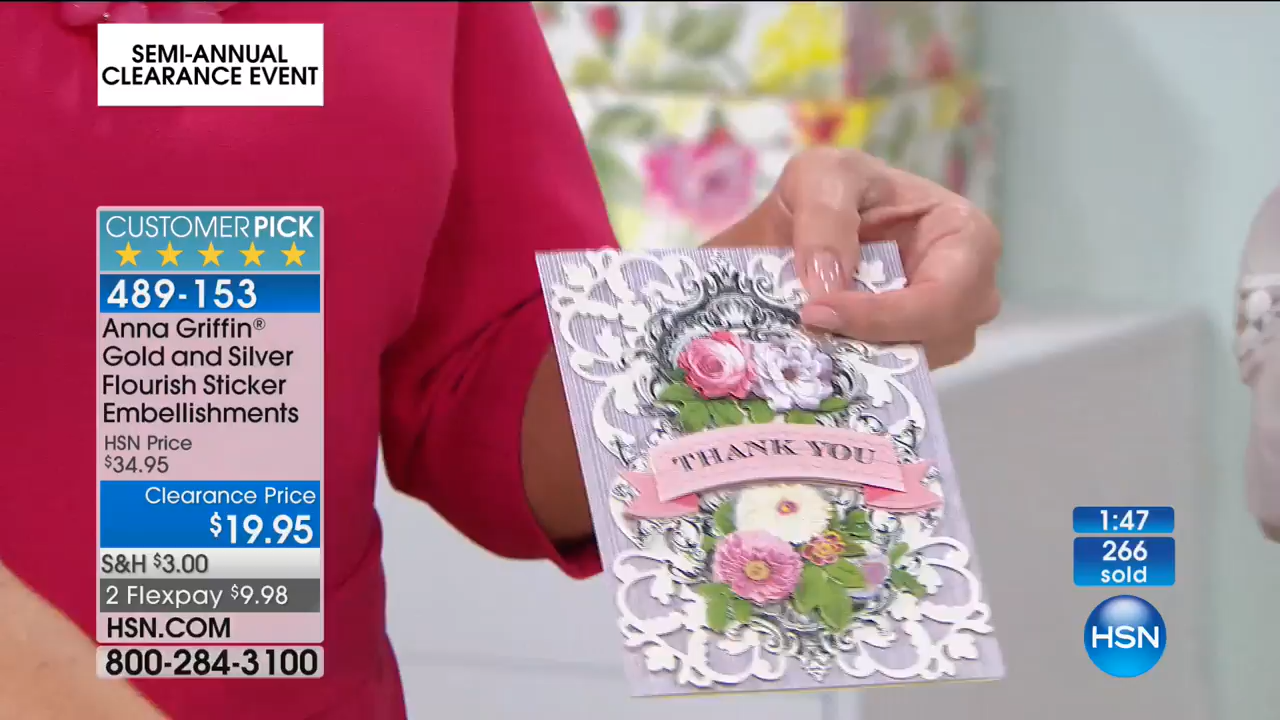 SEMI-ANNUAL
CLEARANCE EVENT
CUSTOMER PICK
489-153
Anna Griffin®
Gold and Silver
Flourish Sticker
Embellishments
HSN Price
$34.95
Clearance Price
$19.95
S&H $3.00
2 Flexpay $9.98
HSN.COM
800-284-3100
THANK YOU
1:47
266
sold
HSN